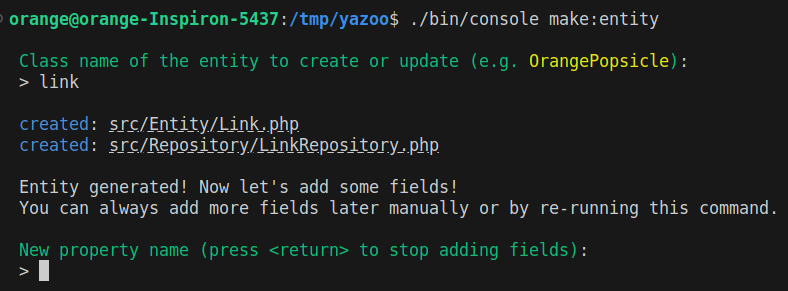 orange@orange-Inspiron-5437:/tmp/yazoo$ ./bin/console make:entity
Class name of the entity to create or update (e.g. OrangePopsicle):
> link
created: src/Entity/Link.php
created: src/Repository/LinkRepository.php
Entity generated! Now let's add some fields!
You can always add more fields later manually or by re-running this command.
New property name (press <return> to stop adding fields):
>